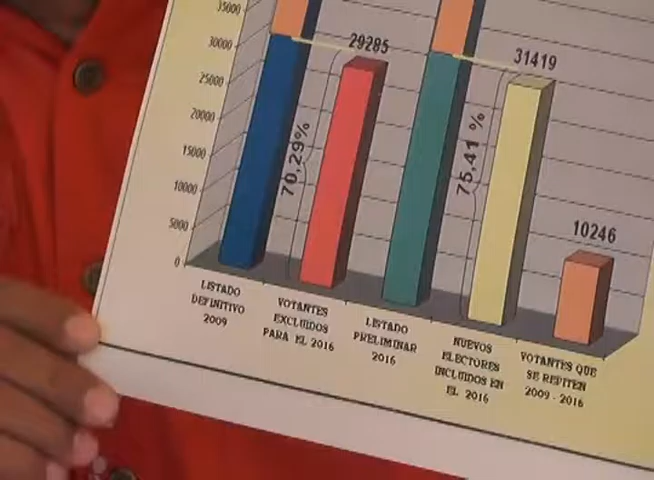 35000
30000
25000
20000
15000
10000
5000
0
29285
31419
10246
70,29%
75,41 %
LISTADO
DEFINITIVO
2009
VOTANTES
EXCLUIDOS
PARA EL 2016
LISTADO
PRELIMINAR
2016
NUEVOS
ELECTORES
INCLUIDOS EN
EL 2016
VOTANTES QUE
SE REPITEN
2009 - 2016